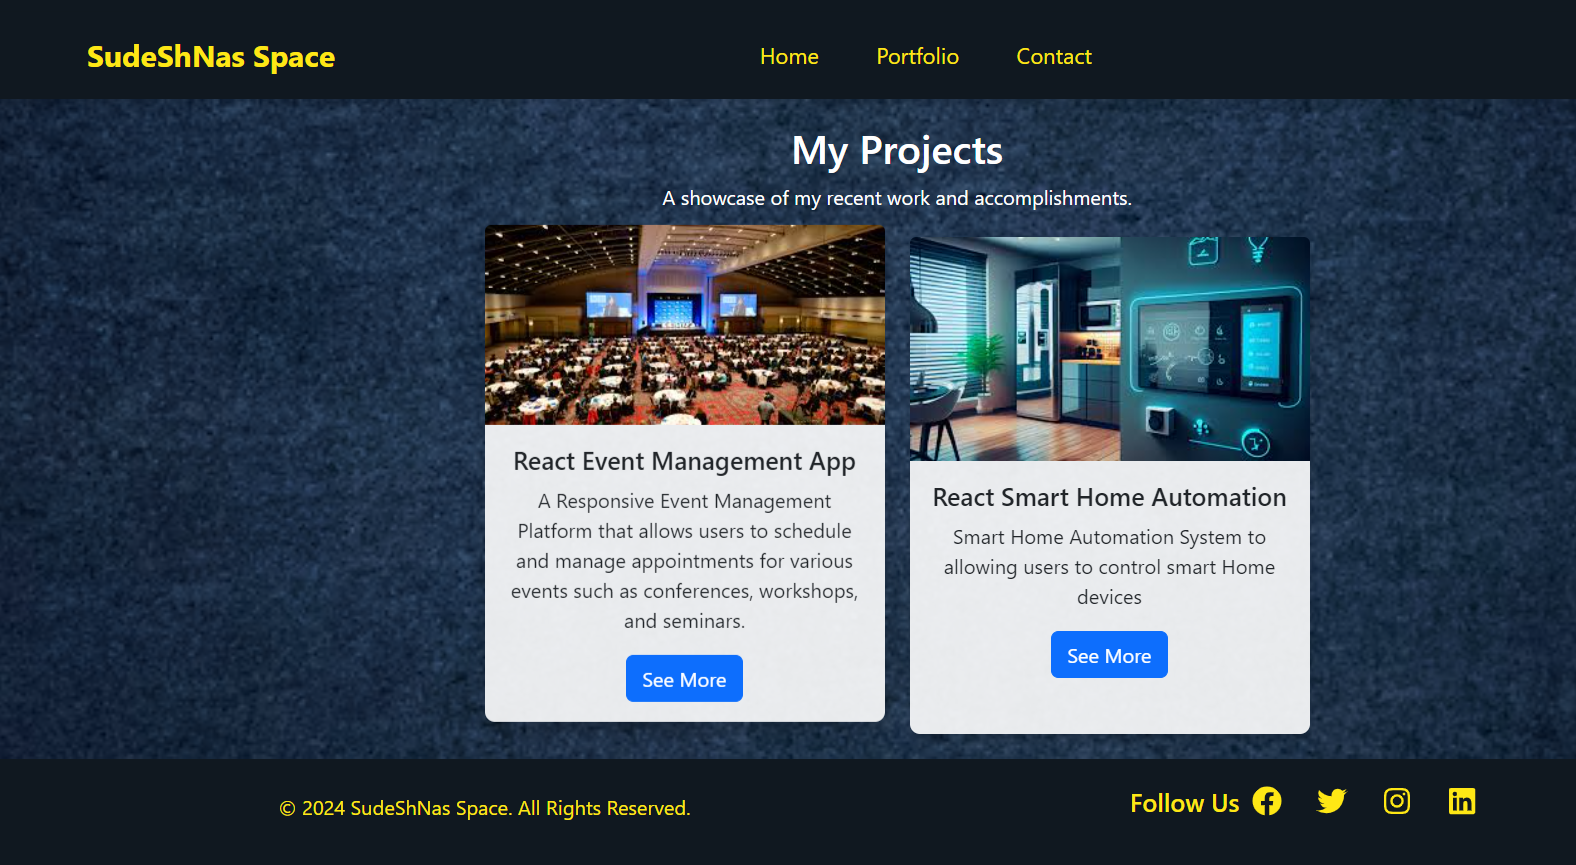 SudeShNas Space
Home Portfolio Contact
My Projects
A showcase of my recent work and accomplishments.
React Event Management App
A Responsive Event Management
Platform that allows users to schedule
and manage appointments for various
events such as conferences, workshops,
and seminars.
See More
React Smart Home Automation
Smart Home Automation System to
allowing users to control smart Home
devices
See More
© 2024 SudeShNas Space. All Rights Reserved.
Follow Us